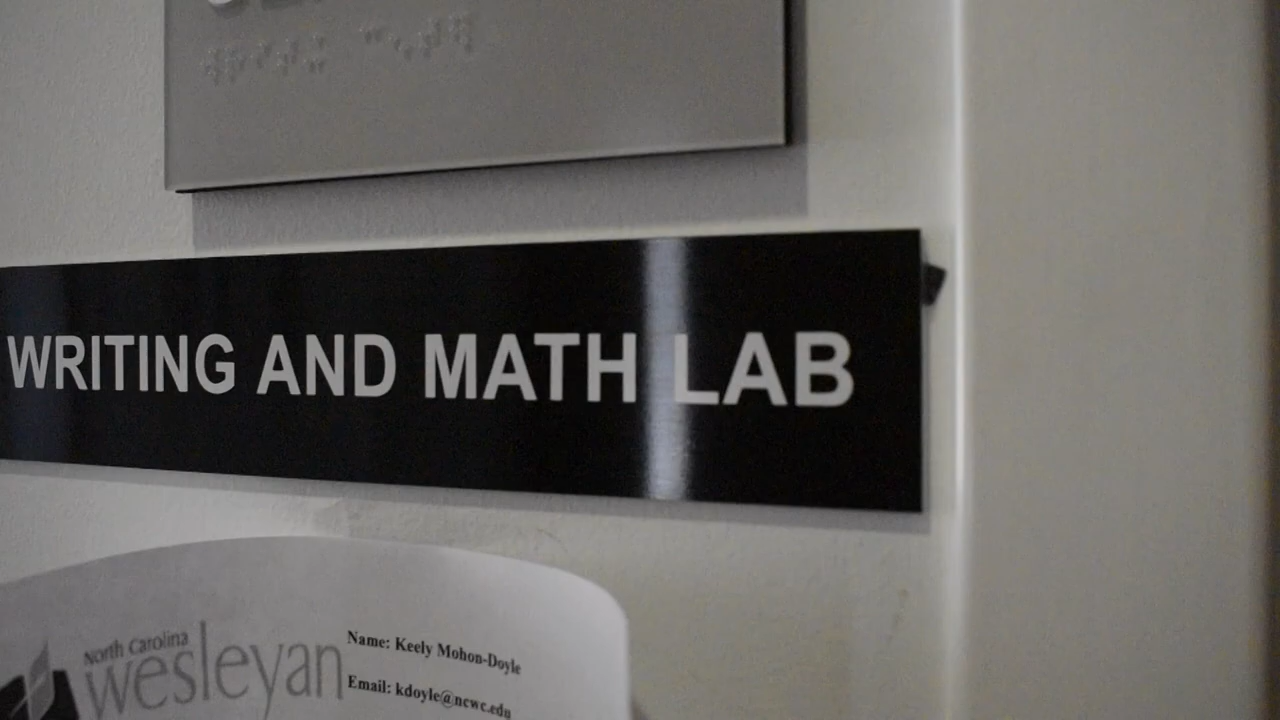 WRITING AND MATH LAB
North Carolina
wesleyan
Name: Keely Mohon-Doyle
Email: kdoyle@ncwc.edu